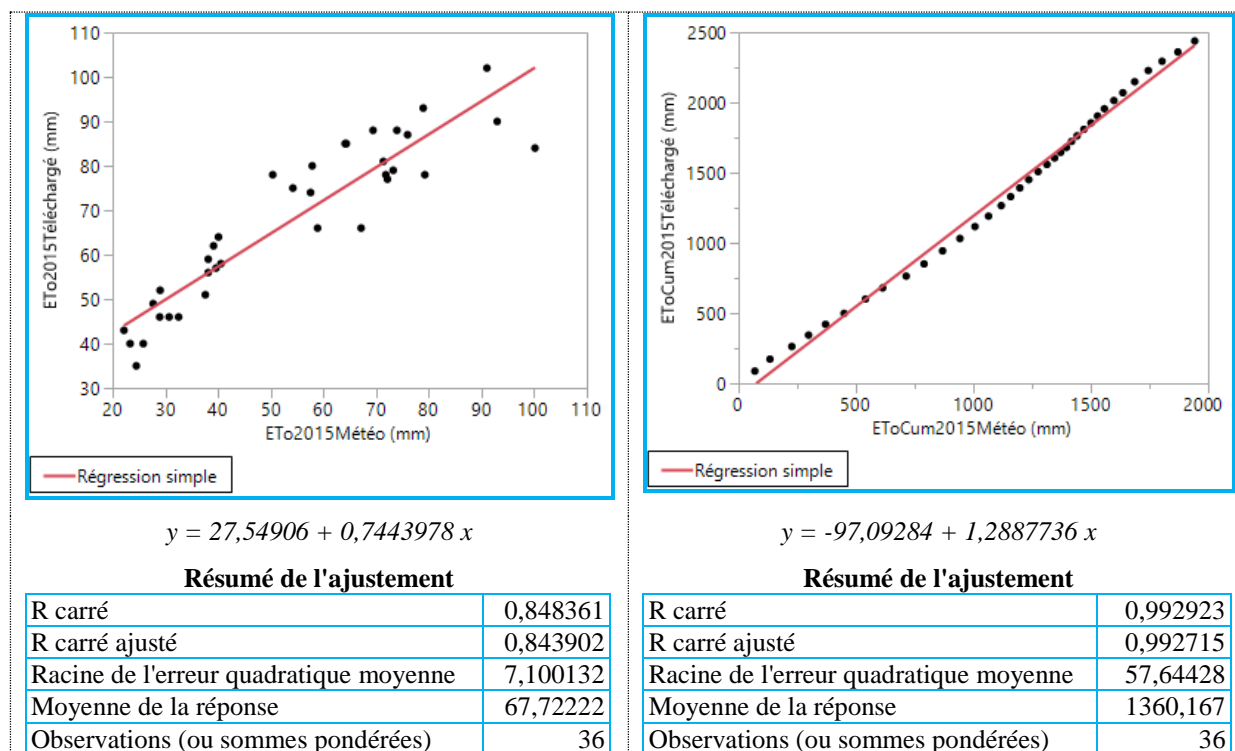 110
100
90
80
70
60
50
40
30
20 30 40 50 60 70 80 90 100 110
ETo2015Téléchargé (mm)
ETo2015Météo (mm)
Régression simple
y = 27,54906 + 0,7443978 x
Résumé de l'ajustement
R carré 0,848361
R carré ajusté 0,843902
Racine de l'erreur quadratique moyenne 7,100132
Moyenne de la réponse 67,72222
Observations (ou sommes pondérées) 36
2500
2000
1500
1000
500
0
0 500 1000 1500 2000
EToCum2015Téléchargé (mm)
EToCum2015Météo (mm)
Régression simple
y = -97,09284 + 1,2887736 x
Résumé de l'ajustement
R carré 0,992923
R carré ajusté 0,992715
Racine de l'erreur quadratique moyenne 57,64428
Moyenne de la réponse 1360,167
Observations (ou sommes pondérées) 36